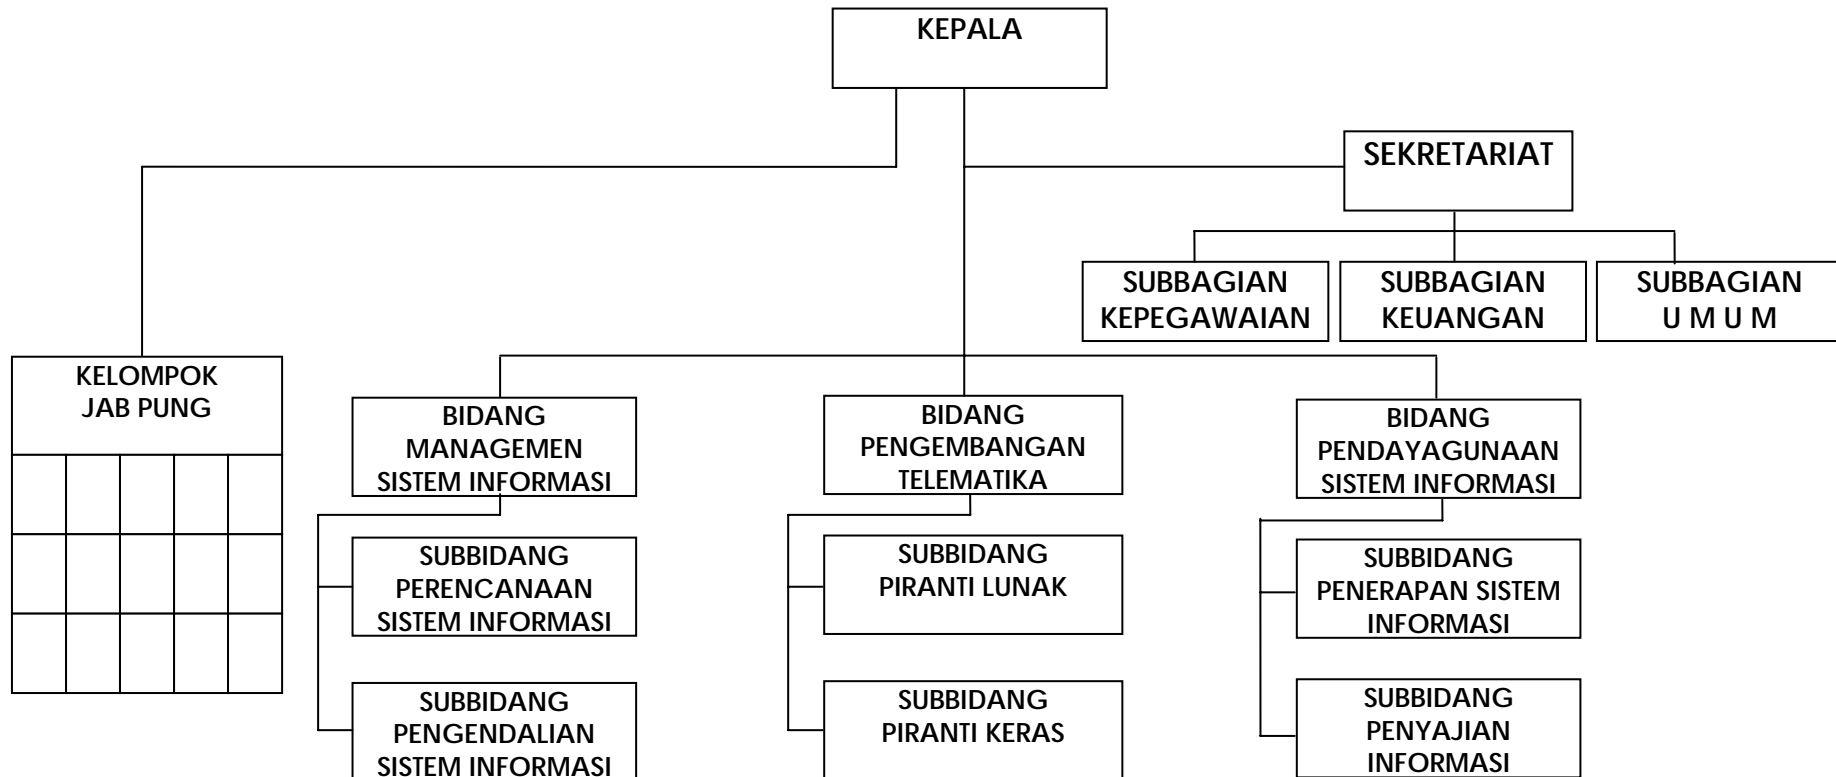 KEPALA
SEKRETARIAT
SUBBAGIAN
KEPEGAWAIAN
SUBBAGIAN
KEUANGAN
SUBBAGIAN
U M U M
KELOMPOK
JAB PUNG
BIDANG
MANAGEMEN
SISTEM INFORMASI
BIDANG
PENGEMBANGAN
TELEMATIKA
BIDANG
PENDAYAGUNAAN
SISTEM INFORMASI
SUBBIDANG
PERENCANAAN
SISTEM INFORMASI
SUBBIDANG
PIRANTI LUNAK
SUBBIDANG
PENERAPAN SISTEM
INFORMASI
SUBBIDANG
PENGENDALIAN
SISTEM INFORMASI
SUBBIDANG
PIRANTI KERAS
SUBBIDANG
PENYAJIAN
INFORMASI